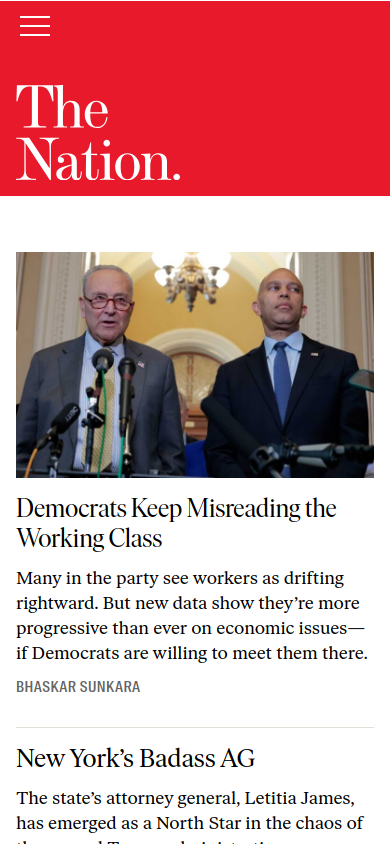 The
Nation.
Democrats Keep Misreading the
Working Class
Many in the party see workers as drifting
rightward. But new data show they’re more
progressive than ever on economic issues—
if Democrats are willing to meet them there.
BHASKAR SUNKARA
New York’s Badass AG
The state’s attorney general, Letitia James,
has emerged as a North Star in the chaos of